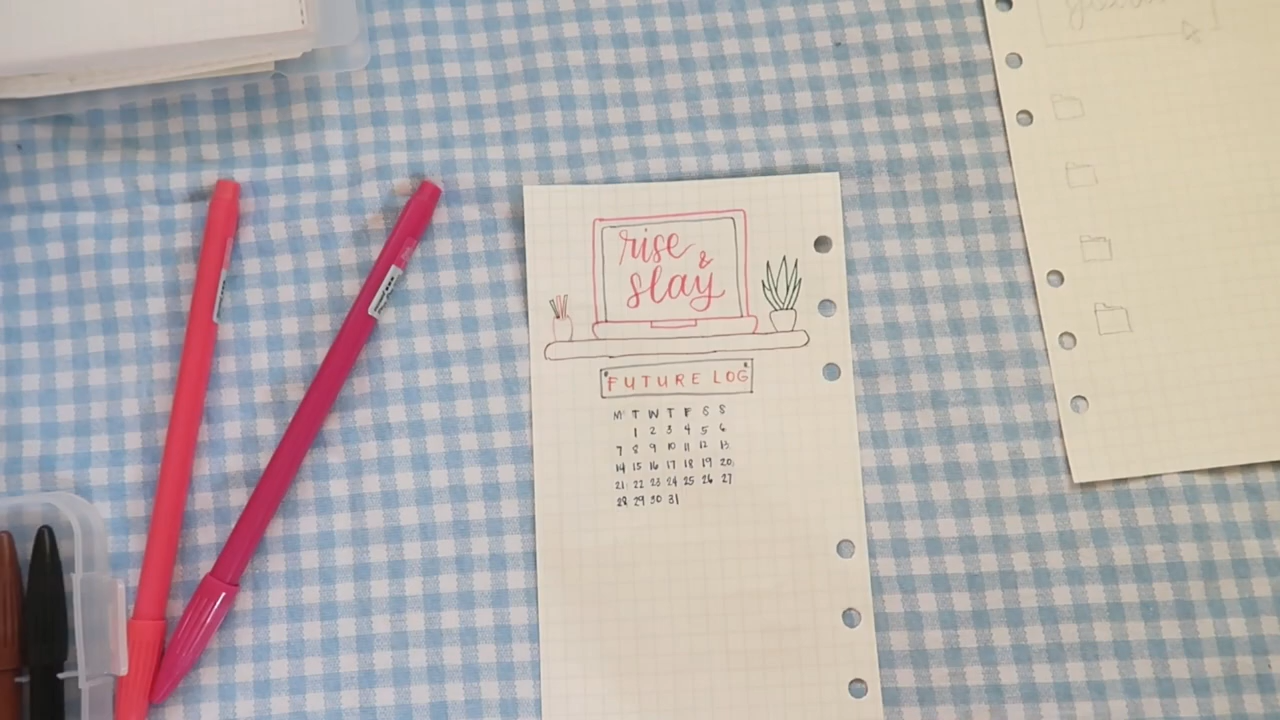 rise &
slay
FUTURE LOG
M T W T F S S
1 2 3 4 5 6
7 8 9 10 11 12 13
14 15 16 17 18 19 20
21 22 23 24 25 26 27
28 29 30 31